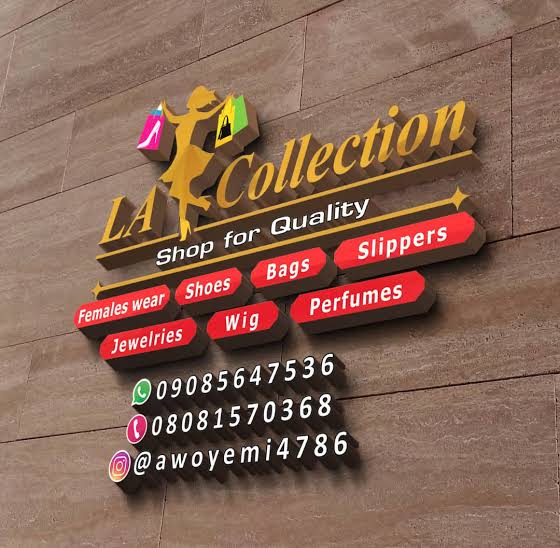 LA Collection
Shop for Quality
Females wear Shoes Bags Slippers
Jewelries Wig Perfumes
09085647536
08081570368
@awoyemi4786